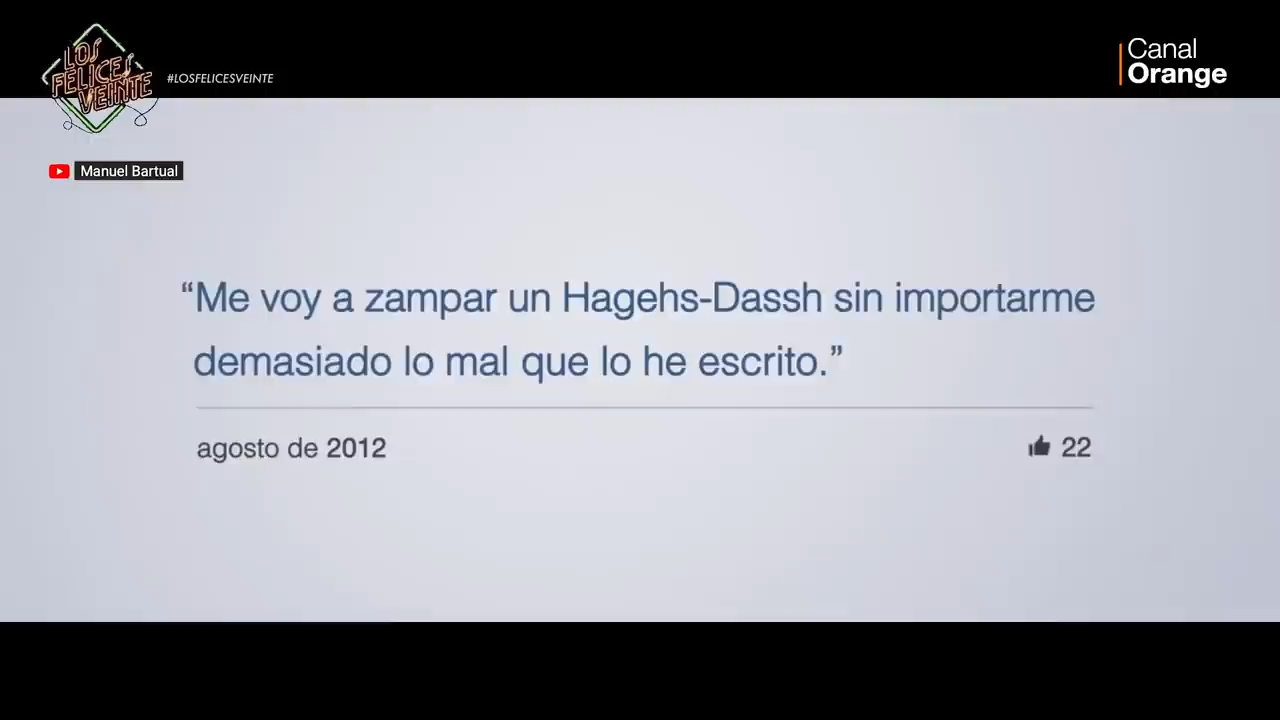 LOS
FELICES
VEINTE
#LOSFELICESVEINTE
Canal
Orange
Manuel Bartual
“Me voy a zampar un Hagehs-Dassh sin importarme
demasiado lo mal que lo he escrito.”
agosto de 2012
22